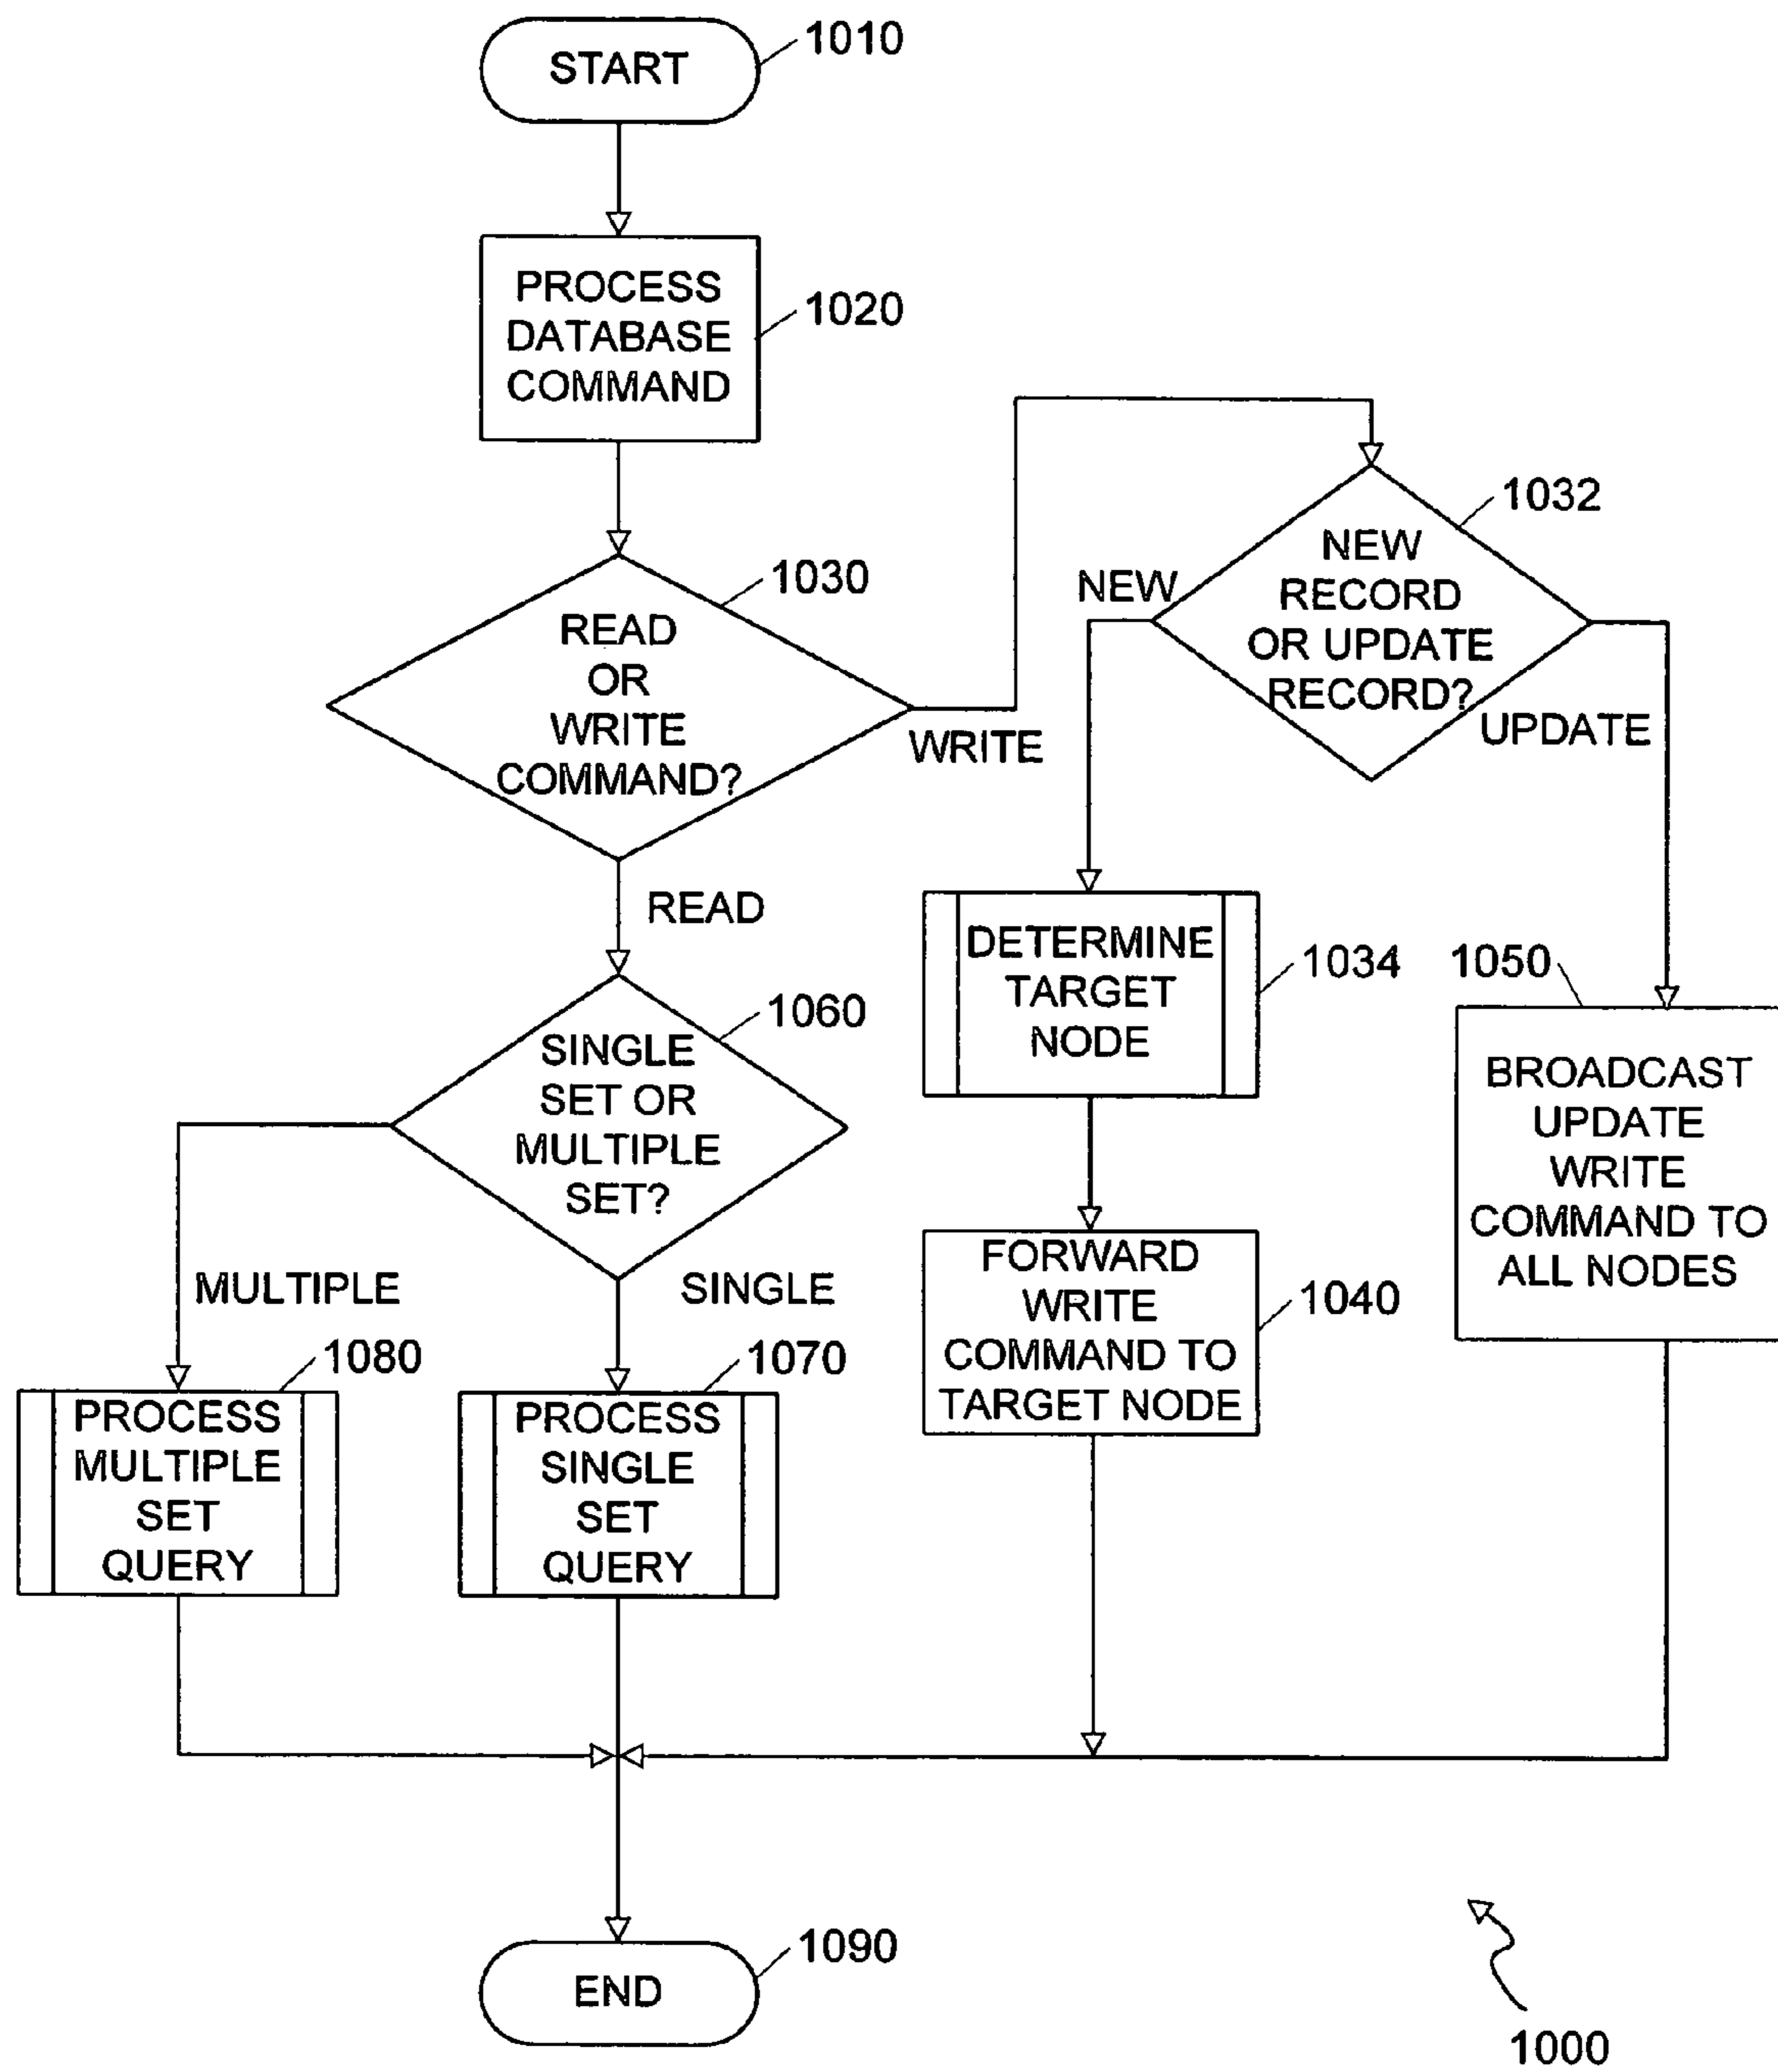 START
1010
PROCESS
DATABASE
COMMAND
1020
1030
READ
OR
WRITE
COMMAND?
WRITE
READ
1032
NEW
RECORD
OR UPDATE
RECORD?
NEW
UPDATE
DETERMINE
TARGET
NODE
1034
1050
BROADCAST
UPDATE
WRITE
COMMAND TO
ALL NODES
1060
SINGLE
SET OR
MULTIPLE
SET?
MULTIPLE
SINGLE
FORWARD
WRITE
COMMAND TO
TARGET NODE
1040
1080
PROCESS
MULTIPLE
SET
QUERY
1070
PROCESS
SINGLE
SET
QUERY
END
1090
1000